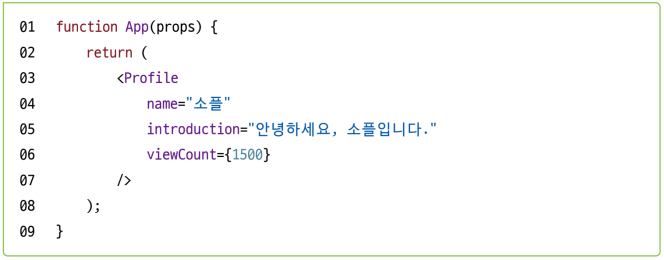 01 function App(props) {
02     return (
03         <Profile
04             name="소플"
05             introduction="안녕하세요, 소플입니다."
06             viewCount={1500}
07         />
08     );
09 }